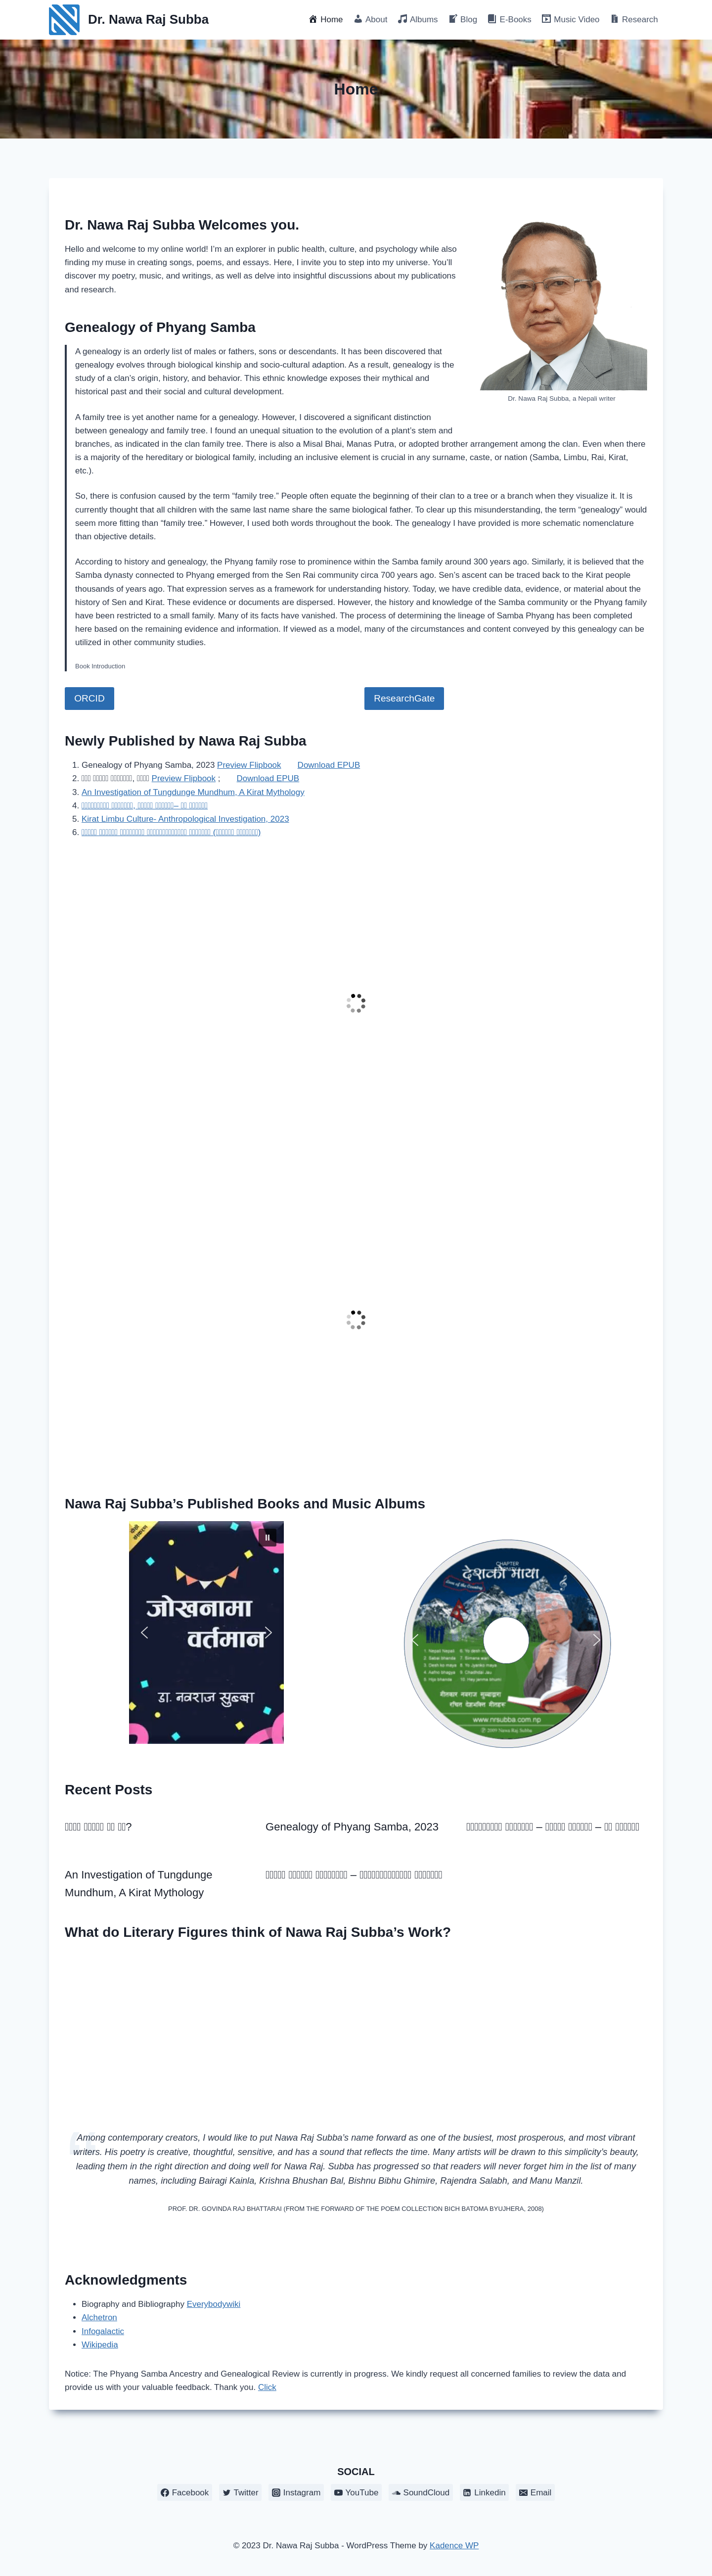 Dr. Nawa Raj Subba
Home
About
Albums
Blog
E-Books
Music Video
Research
Home
Dr. Nawa Raj Subba Welcomes you.
Hello and welcome to my online world! I’m an explorer in public health, culture, and psychology while also
finding my muse in creating songs, poems, and essays. Here, I invite you to step into my universe. You’ll
discover my poetry, music, and writings, as well as delve into insightful discussions about my publications
and research.
Dr. Nawa Raj Subba, a Nepali writer
Genealogy of Phyang Samba
A genealogy is an orderly list of males or fathers, sons or descendants. It has been discovered that
genealogy evolves through biological kinship and socio-cultural adaption. As a result, genealogy is the
study of a clan’s origin, history, and behavior. This ethnic knowledge exposes their mythical and
historical past and their social and cultural development.
A family tree is yet another name for a genealogy. However, I discovered a significant distinction
between genealogy and family tree. I found an unequal situation to the evolution of a plant’s stem and
branches, as indicated in the clan family tree. There is also a Misal Bhai, Manas Putra, or adopted brother arrangement among the clan. Even when there
is a majority of the hereditary or biological family, including an inclusive element is crucial in any surname, caste, or nation (Samba, Limbu, Rai, Kirat,
etc.).
So, there is confusion caused by the term “family tree.” People often equate the beginning of their clan to a tree or a branch when they visualize it. It is
currently thought that all children with the same last name share the same biological father. To clear up this misunderstanding, the term “genealogy” would
seem more fitting than “family tree.” However, I used both words throughout the book. The genealogy I have provided is more schematic nomenclature
than objective details.
According to history and genealogy, the Phyang family rose to prominence within the Samba family around 300 years ago. Similarly, it is believed that the
Samba dynasty connected to Phyang emerged from the Sen Rai community circa 700 years ago. Sen’s ascent can be traced back to the Kirat people
thousands of years ago. That expression serves as a framework for understanding history. Today, we have credible data, evidence, or material about the
history of Sen and Kirat. These evidence or documents are dispersed. However, the history and knowledge of the Samba community or the Phyang family
have been restricted to a small family. Many of its facts have vanished. The process of determining the lineage of Samba Phyang has been completed
here based on the remaining evidence and information. If viewed as a model, many of the circumstances and content conveyed by this genealogy can be
utilized in other community studies.
Book Introduction
ORCID
ResearchGate
Newly Published by Nawa Raj Subba
1. Genealogy of Phyang Samba, 2023 Preview Flipbook Download EPUB
2. Preview Flipbook ; Download EPUB
3. An Investigation of Tungdunge Mundhum, A Kirat Mythology
4.
5. Kirat Limbu Culture- Anthropological Investigation, 2023
6.
Nawa Raj Subba’s Published Books and Music Albums
जोखनामा
वर्तमान
डा. नवराज सुब्बा
CHAPTER
देशको माया
www.nrsubba.com.np
Recent Posts
Genealogy of Phyang Samba, 2023
An Investigation of Tungdunge
Mundhum, A Kirat Mythology
What do Literary Figures think of Nawa Raj Subba’s Work?
Among contemporary creators, I would like to put Nawa Raj Subba’s name forward as one of the busiest, most prosperous, and most vibrant
writers. His poetry is creative, thoughtful, sensitive, and has a sound that reflects the time. Many artists will be drawn to this simplicity’s beauty,
leading them in the right direction and doing well for Nawa Raj. Subba has progressed so that readers will never forget him in the list of many
names, including Bairagi Kainla, Krishna Bhushan Bal, Bishnu Bibhu Ghimire, Rajendra Salabh, and Manu Manzil.
PROF. DR. GOVINDA RAJ BHATTARAI (FROM THE FORWARD OF THE POEM COLLECTION BICH BATOMA BYUJHERA, 2008)
Acknowledgments
Biography and Bibliography Everybodywiki
Alchetron
Infogalactic
Wikipedia
Notice: The Phyang Samba Ancestry and Genealogical Review is currently in progress. We kindly request all concerned families to review the data and
provide us with your valuable feedback. Thank you. Click
SOCIAL
Facebook
Twitter
Instagram
YouTube
SoundCloud
Linkedin
Email
© 2023 Dr. Nawa Raj Subba - WordPress Theme by Kadence WP